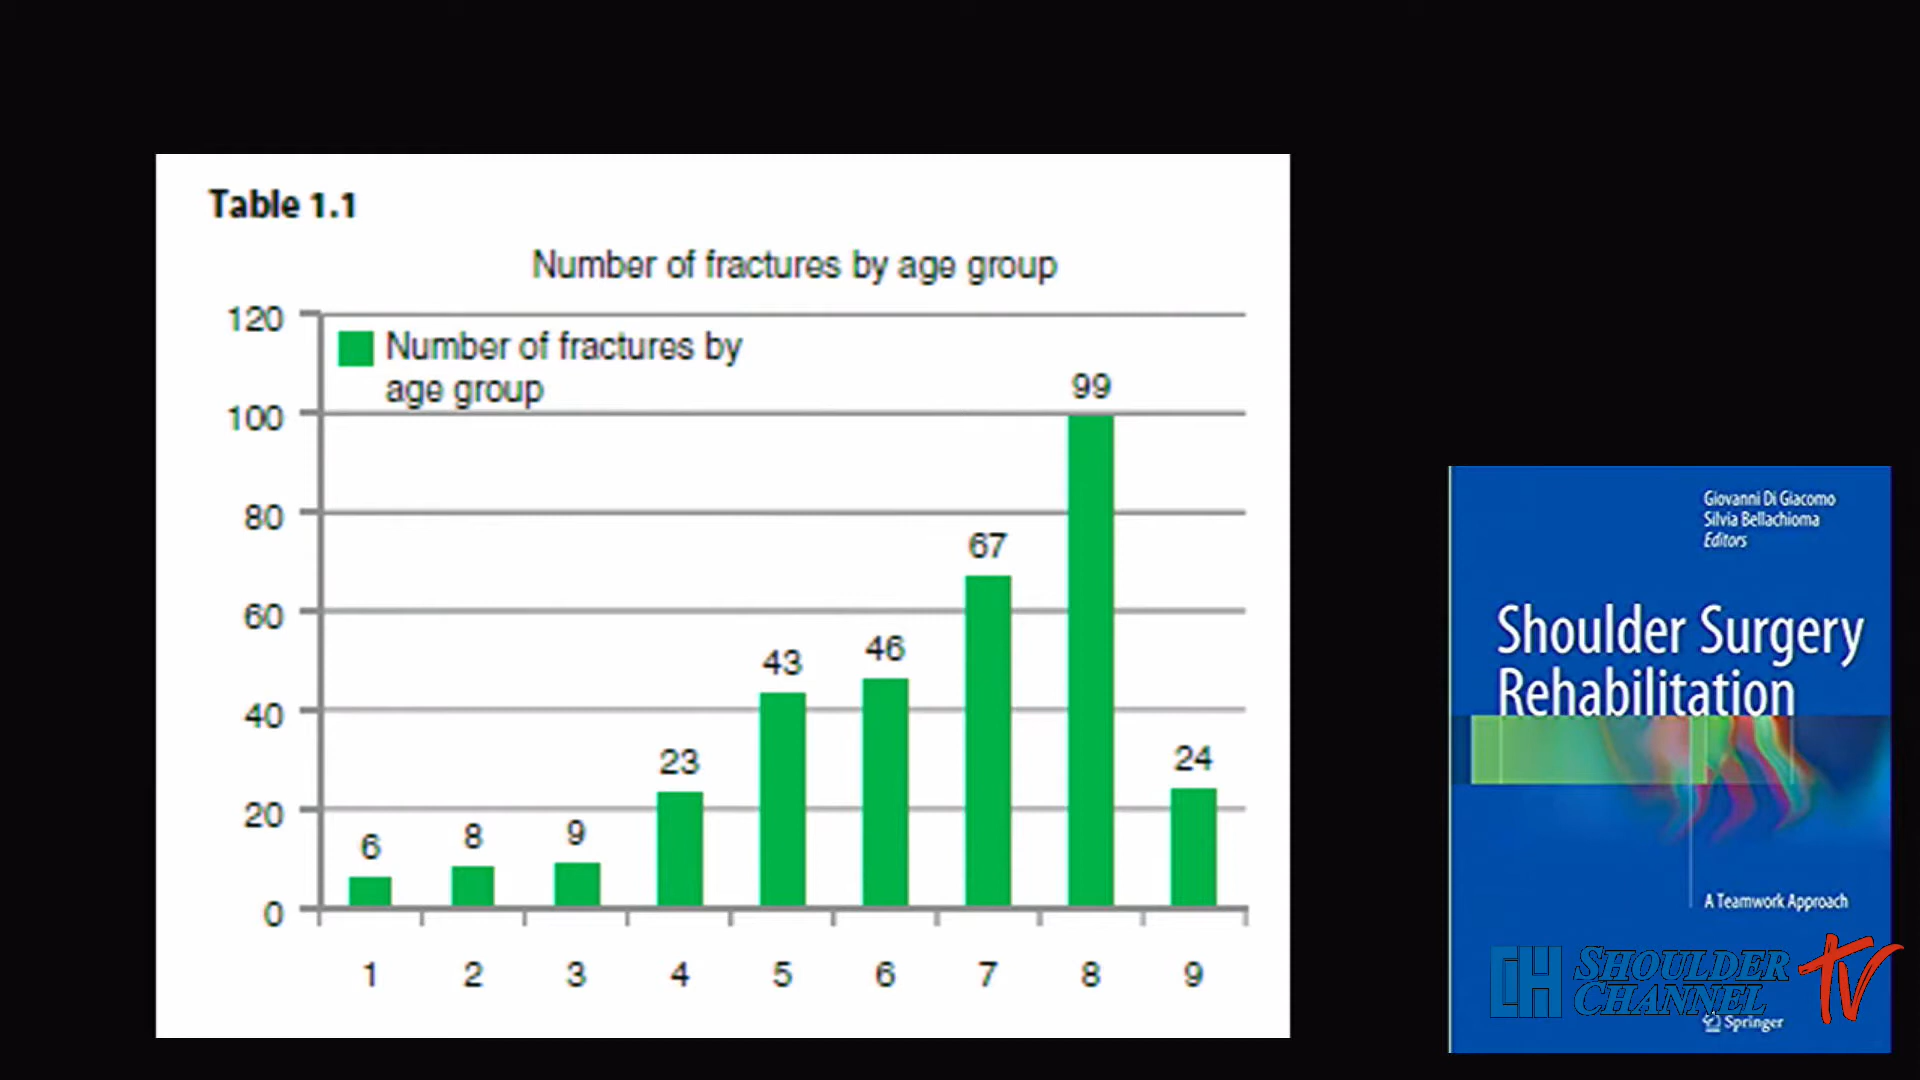 Table 1.1
Number of fractures by age group
120
Number of fractures by
age group
99
100
80
67
60
46
43
40
23
24
20
6
8
9
0
1 2 3 4 5 6 7 8 9
Giovanni Di Giacomo
Silvia Bellachioma
Editors
Shoulder Surgery
Rehabilitation
A Teamwork Approach
CH SHOULDER
CHANNEL TV
Springer